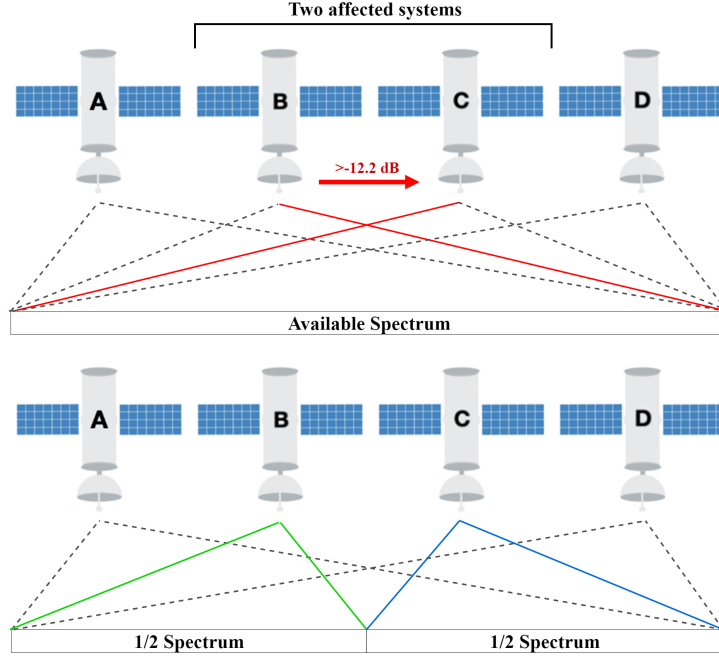 Two affected systems
A B C D
>-12.2 dB
Available Spectrum
A B C D
1/2 Spectrum 1/2 Spectrum